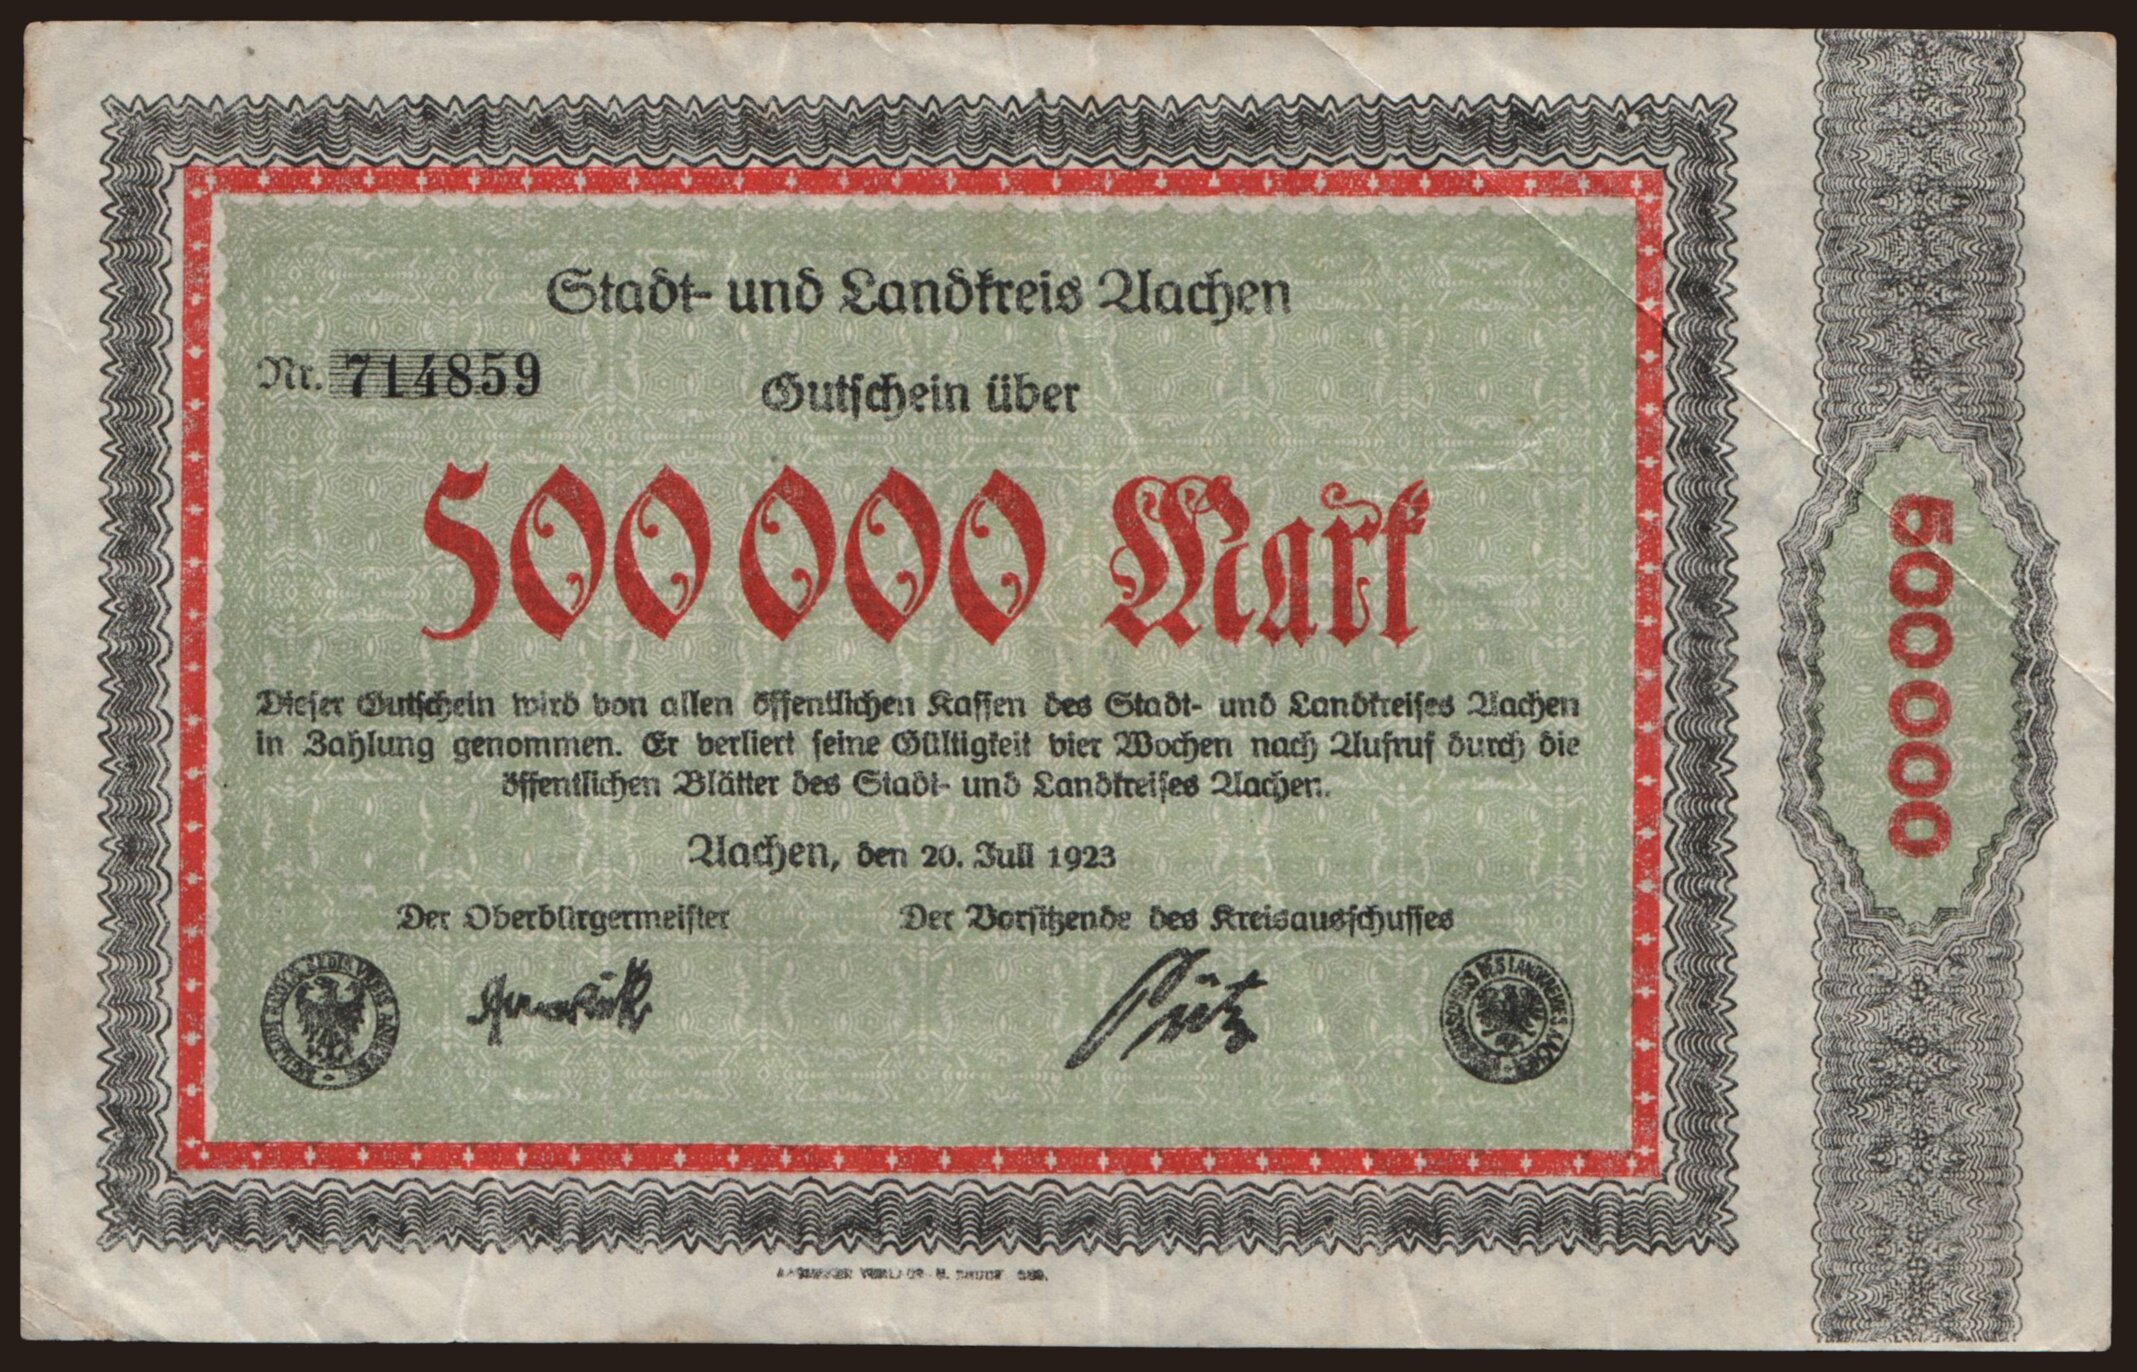 Stadt- und Landkreis Aachen
Nr. 714859
Gutschein über
500 000 Mark
Dieser Gutschein wird von allen öffentlichen Kassen des Stadt- und Landkreises Aachen
in Zahlung genommen. Er verliert seine Gültigkeit vier Wochen nach Aufruf durch die
öffentlichen Blätter des Stadt- und Landkreises Aachen.
Aachen, den 20. Juli 1923
Der Oberbürgermeister
Der Vorsitzende des Kreisausschusses
500000